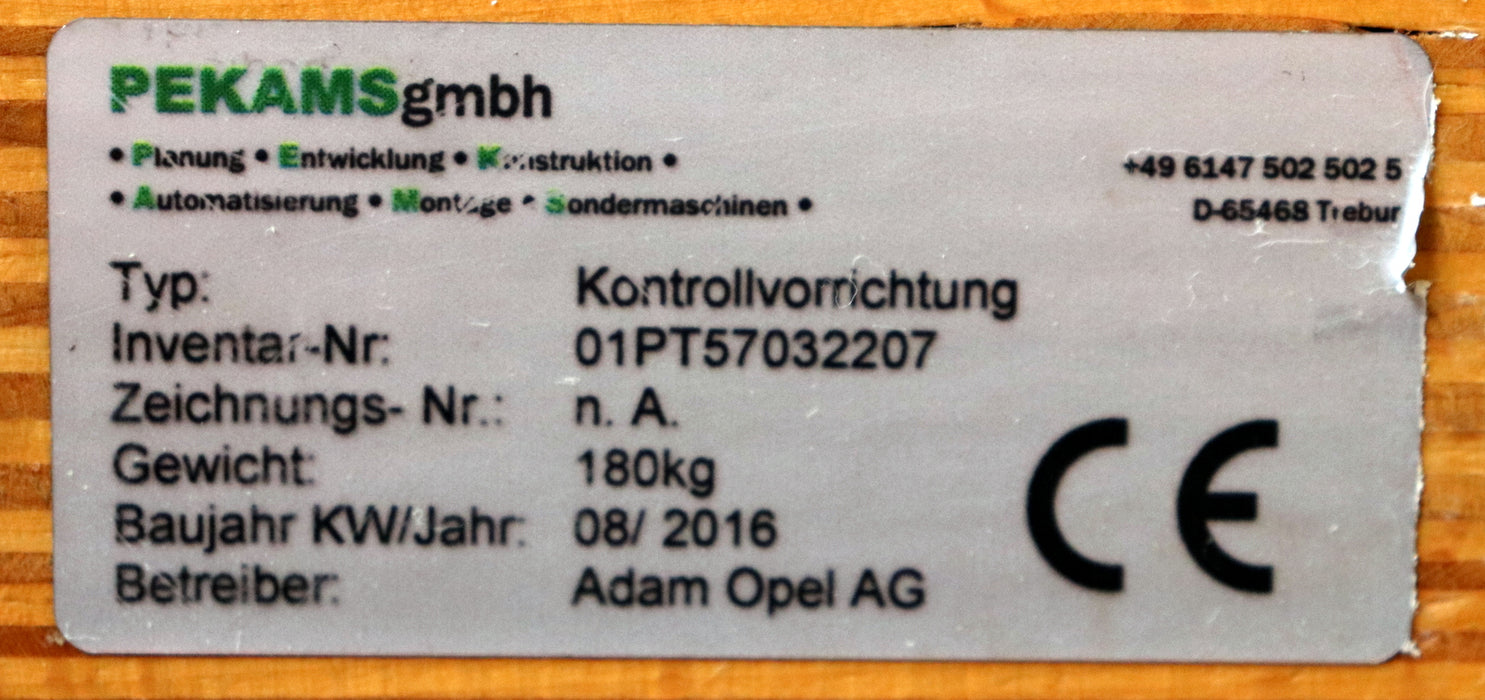 PEKAMSgmbh
• Planung • Entwicklung • Konstruktion •
• Automatisierung • Montage • Sondermaschinen •
+49 6147 502 502 5
D-65468 Trebur
Typ: Kontrollvorrichtung
Inventar-Nr: 01PT57032207
Zeichnungs- Nr.: n. A.
Gewicht: 180kg
Baujahr KW/Jahr: 08/ 2016
Betreiber: Adam Opel AG
CE